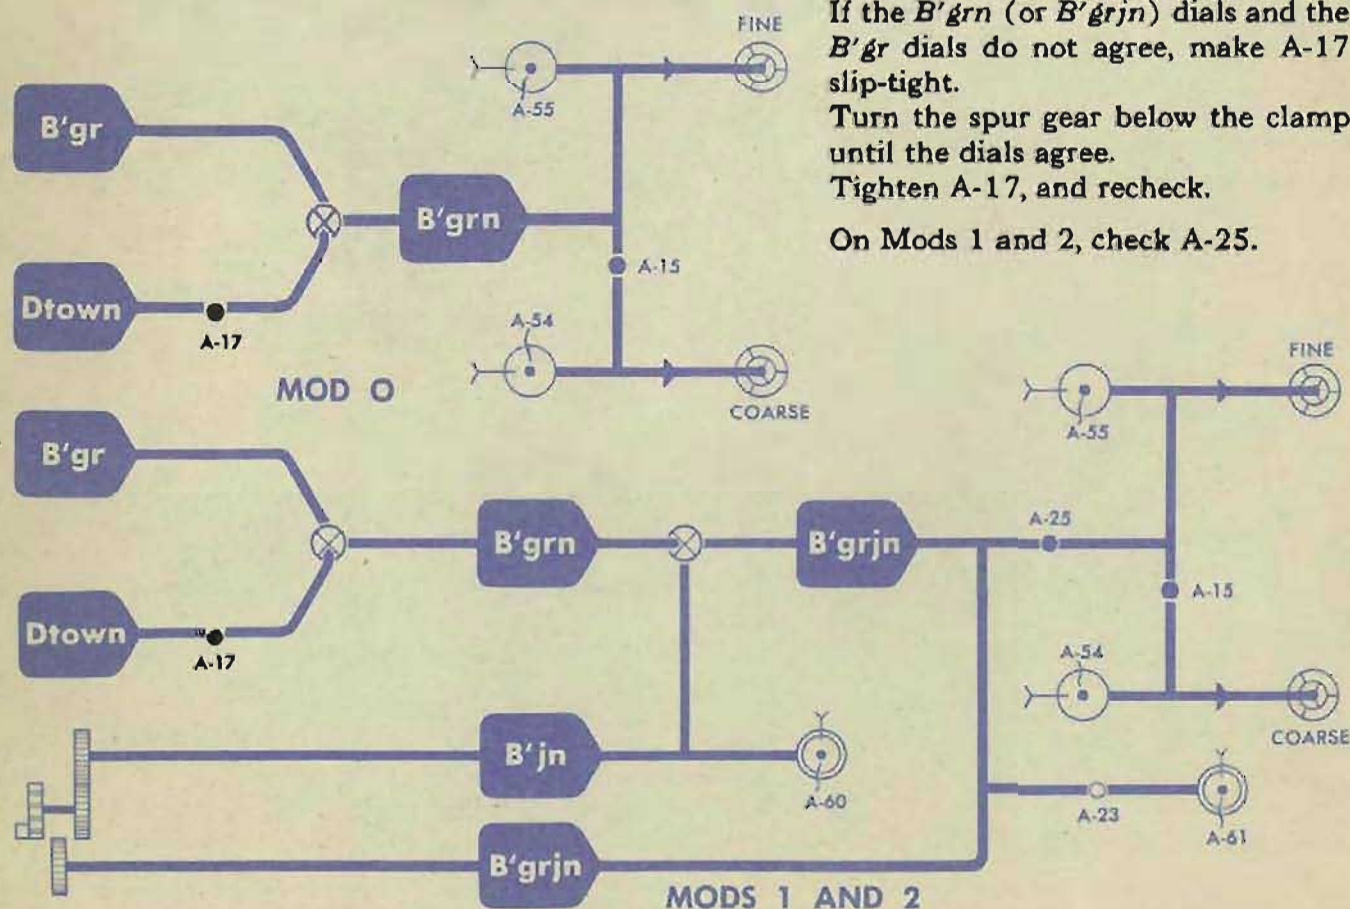 If the B'grn (or B'grjn) dials and the
B'gr dials do not agree, make A-17
slip-tight.
Turn the spur gear below the clamp
until the dials agree.
Tighten A-17, and recheck.
On Mods 1 and 2, check A-25.
FINE
A-55
B'gr
B'grn
A-15
Dtown
A-17
A-54
COARSE
MOD O
FINE
A-55
B'gr
B'grn
B'grjn
A-25
A-15
Dtown
A-17
A-54
COARSE
B'jn
A-60
A-23
A-61
B'grjn
MODS 1 AND 2